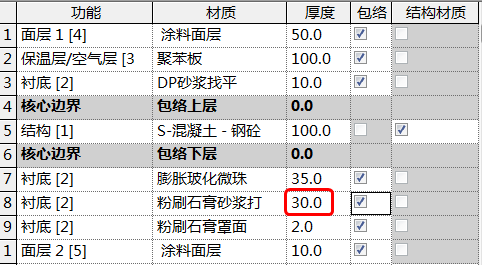 功能 材质 厚度 包络 结构材质
1 面层 1 [4] 涂料面层 50.0
2 保温层/空气层 [3 聚苯板 100.0
3 衬底 [2] DP砂浆找平 10.0
4 核心边界 包络上层 0.0
5 结构 [1] S-混凝土 - 钢砼 100.0
6 核心边界 包络下层 0.0
7 衬底 [2] 膨胀玻化微珠 35.0
8 衬底 [2] 粉刷石膏砂浆打 30.0
9 衬底 [2] 粉刷石膏罩面 2.0
1 面层 2 [5] 涂料面层 10.0